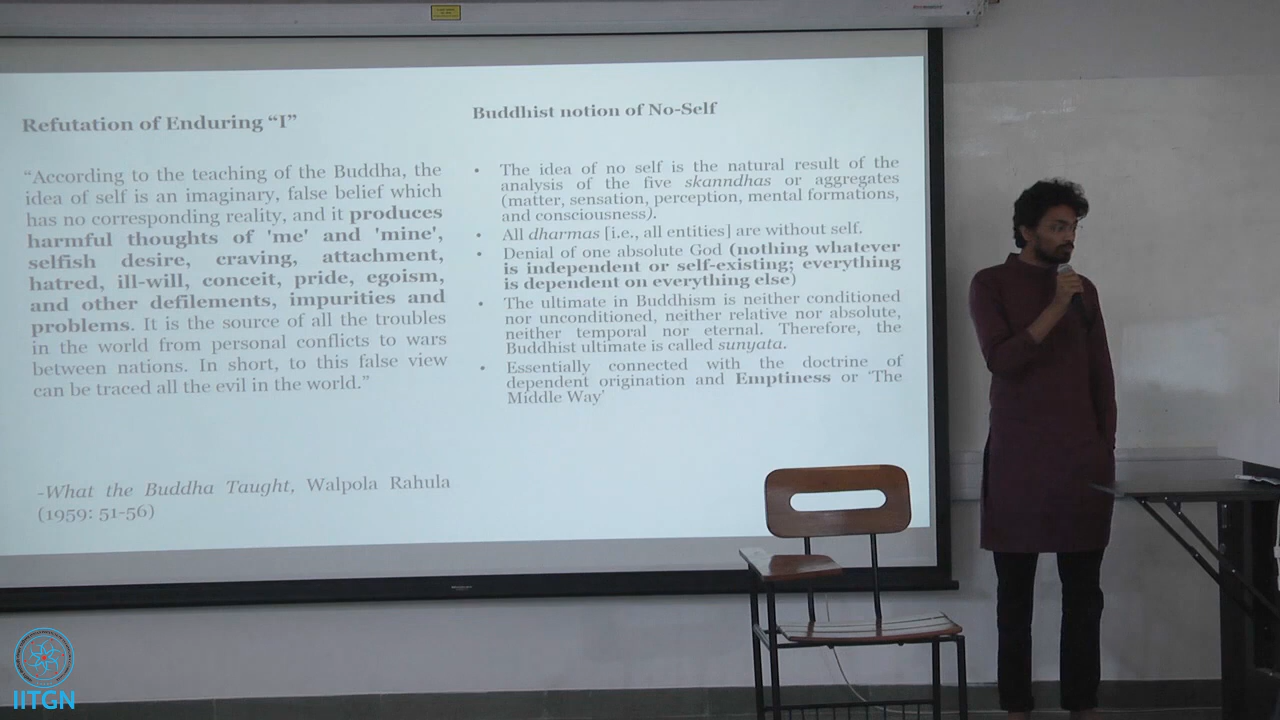 Refutation of Enduring “I”
“According to the teaching of the Buddha, the
idea of self is an imaginary, false belief which
has no corresponding reality, and it produces
harmful thoughts of 'me' and 'mine',
selfish desire, craving, attachment,
hatred, ill-will, conceit, pride, egoism,
and other defilements, impurities and
problems. It is the source of all the troubles
in the world from personal conflicts to wars
between nations. In short, to this false view
can be traced all the evil in the world.”
-What the Buddha Taught, Walpola Rahula
(1959: 51-56)
Buddhist notion of No-Self
• The idea of no self is the natural result of the
analysis of the five skanndhas or aggregates
(matter, sensation, perception, mental formations,
and consciousness).
• All dharmas [i.e., all entities] are without self.
• Denial of one absolute God (nothing whatever
is independent or self-existing; everything
is dependent on everything else)
• The ultimate in Buddhism is neither conditioned
nor unconditioned, neither relative nor absolute,
neither temporal nor eternal. Therefore, the
Buddhist ultimate is called sunyata.
• Essentially connected with the doctrine of
dependent origination and Emptiness or ‘The
Middle Way’
IITGN